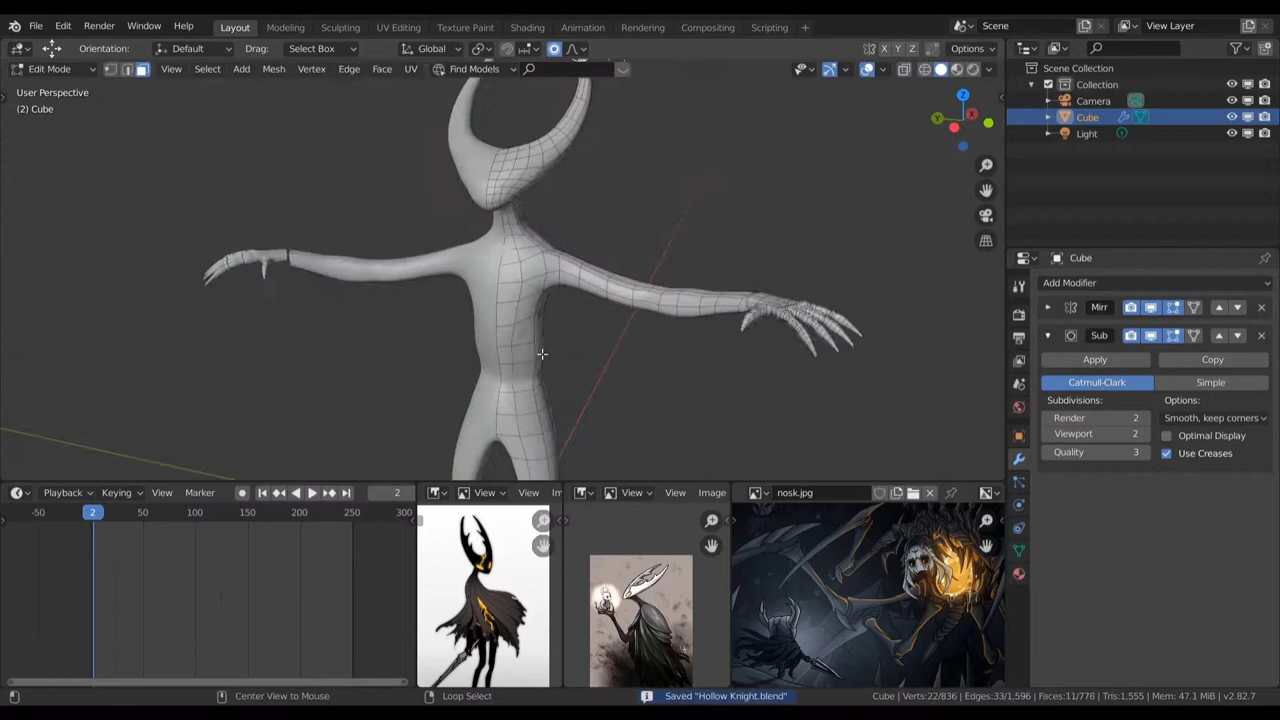 File Edit Render Window Help Layout Modeling Sculpting UV Editing Texture Paint Shading Animation Rendering Compositing Scripting Scene View Layer
Orientation: Default Drag: Select Box Global X Y Z Options
Edit Mode View Select Add Mesh Vertex Edge Face UV Find Models
User Perspective
(2) Cube
Z
Y
X
Scene Collection
Collection
Camera
Cube
Light
Cube
Add Modifier
Mirr
Sub
Apply Copy
Catmull-Clark Simple
Subdivisions: Options:
Render 2 Smooth, keep corners
Viewport 2 Optimal Display
Quality 3 Use Creases
Playback Keying View Marker 2
-50 2 50 100 150 200 250 300
View
View View Image
nosk.jpg
Center View to Mouse
Loop Select
Saved "Hollow Knight.blend"
Cube | Verts:22/836 | Edges:33/1,596 | Faces:11/778 | Tris:1,555 | Mem: 47.1 MiB | v2.82.7